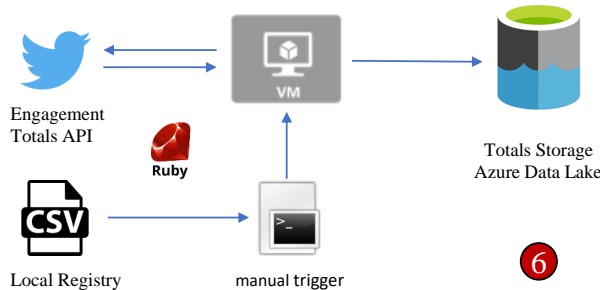 VM
Engagement
Totals API
Ruby
Totals Storage
Azure Data Lake
>_
CSV
6
Local Registry
manual trigger